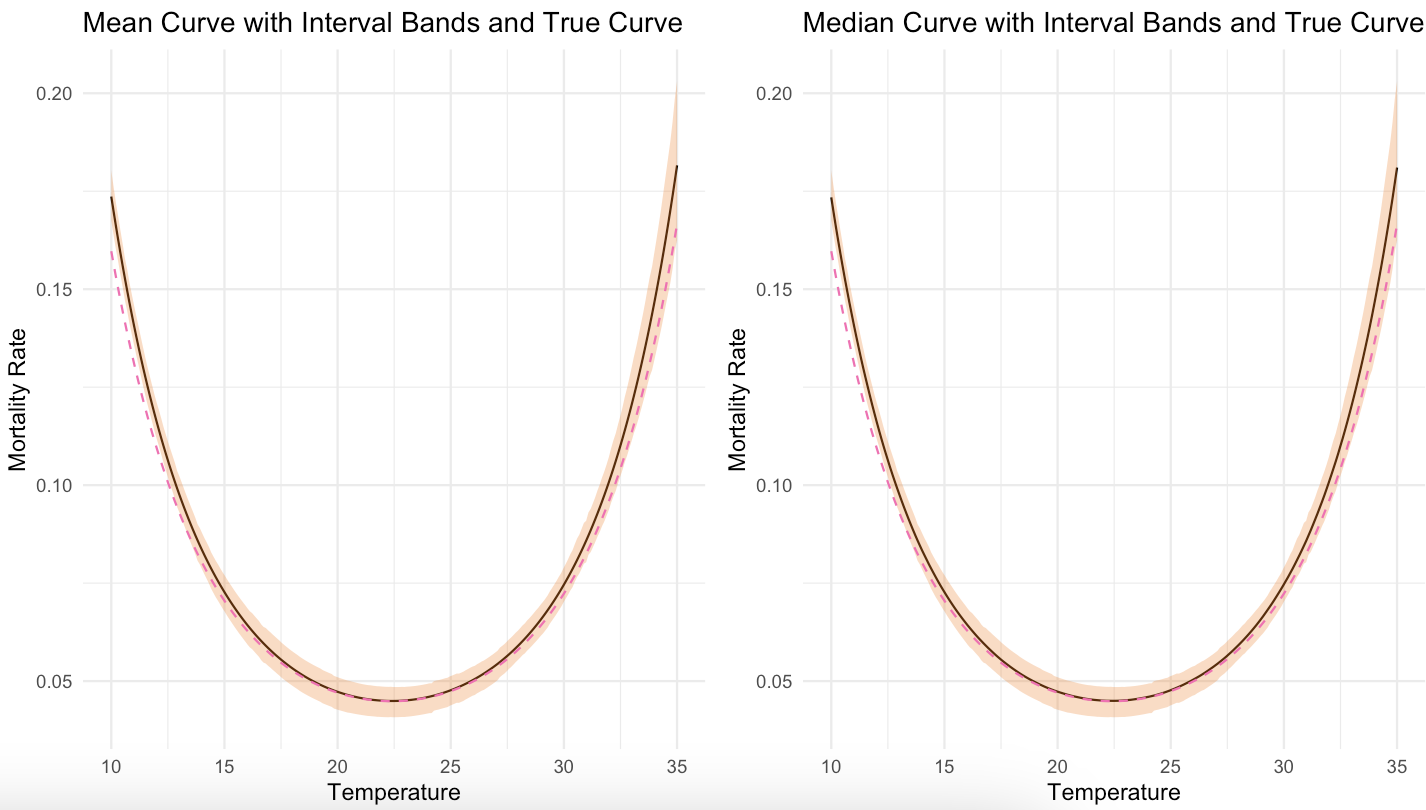 Mean Curve with Interval Bands and True Curve
0.20
0.15
0.10
0.05
Mortality Rate
10 15 20 25 30 35
Temperature
Median Curve with Interval Bands and True Curve
0.20
0.15
0.10
0.05
Mortality Rate
10 15 20 25 30 35
Temperature